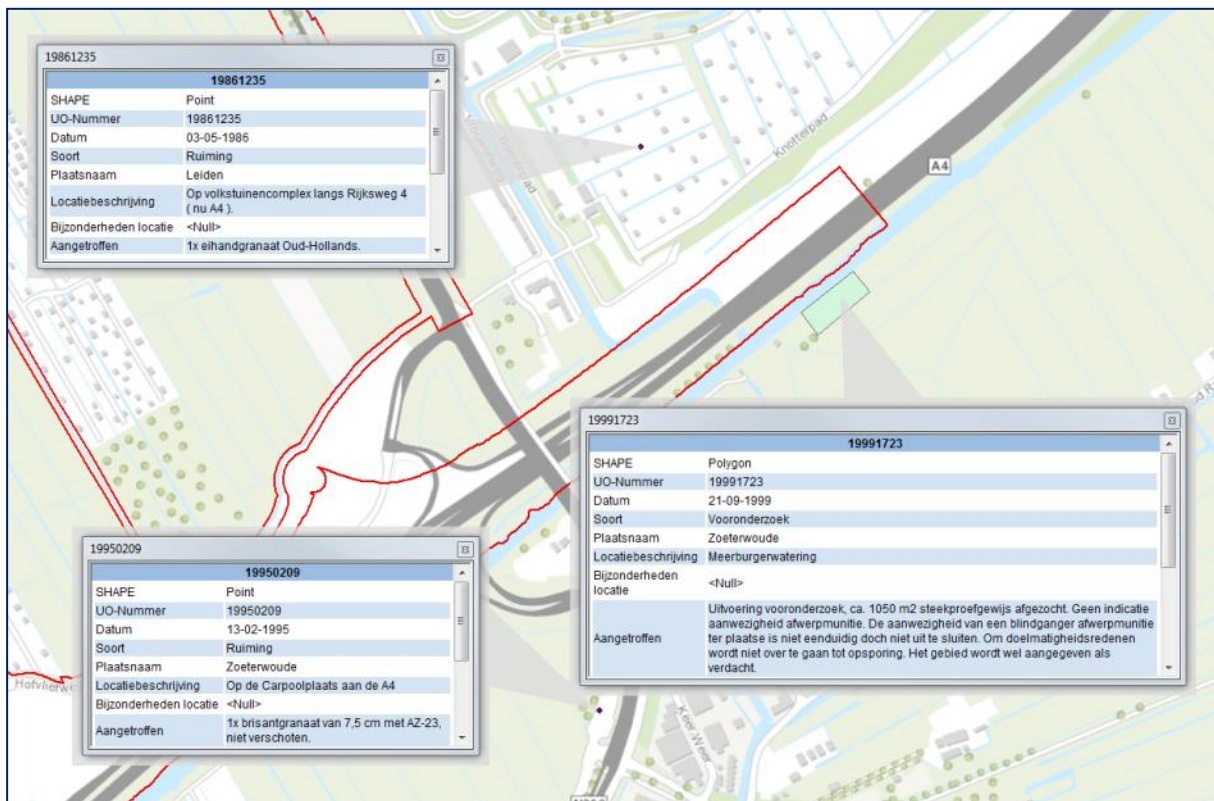 19861235
19861235
SHAPE Point
UO-Nummer 19861235
Datum 03-05-1986
Soort Ruiming
Plaatsnaam Leiden
Locatiebeschrijving Op volkstuinencomplex langs Rijksweg 4
( nu A4 ).
Bijzonderheden locatie <Null>
Aangetroffen 1x eihandgranaat Oud-Hollands.
Knotterpad
A4
19991723
19991723
SHAPE Polygon
UO-Nummer 19991723
Datum 21-09-1999
Soort Vooronderzoek
Plaatsnaam Zoeterwoude
Locatiebeschrijving Meerburgerwatering
Bijzonderheden
locatie <Null>
Aangetroffen Uitvoering vooronderzoek, ca. 1050 m2 steekproefgewijs afgezocht. Geen indicatie
aanwezigheid afwerpmunitie. De aanwezigheid van een blindganger afwerpmunitie
ter plaatse is niet eenduidig doch niet uit te sluiten. Om doelmatigheidsredenen
wordt niet over te gaan tot opsporing. Het gebied wordt wel aangegeven als
verdacht.
19950209
19950209
SHAPE Point
UO-Nummer 19950209
Datum 13-02-1995
Soort Ruiming
Plaatsnaam Zoeterwoude
Locatiebeschrijving Op de Carpoolplaats aan de A4
Bijzonderheden locatie <Null>
Aangetroffen 1x brisantgranaat van 7,5 cm met AZ-23,
niet verschoten.